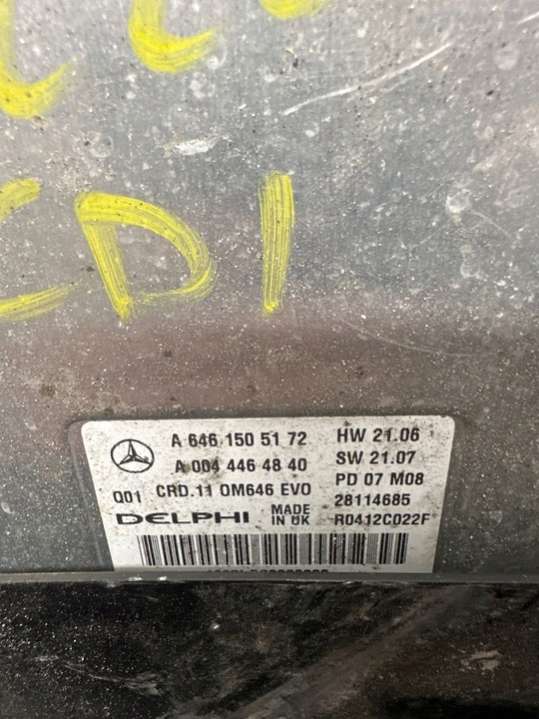 CDI
A 646 150 51 72 HW 21.06
A 004 446 48 40 SW 21.07
Q01 CRD.11 OM646 EVO PD 07 M08
28114685
DELPHI MADE IN UK R0412C022F